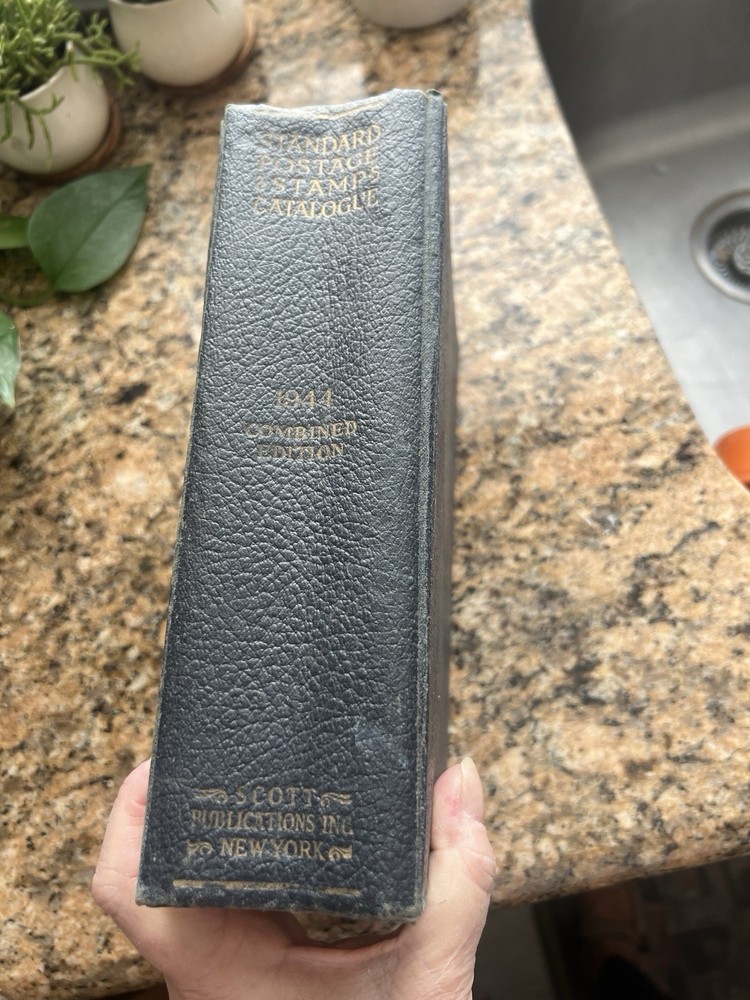 STANDARD
POSTAGE
STAMPS
CATALOGUE
1944
COMBINED
EDITION
SCOTT
PUBLICATIONS INC
NEW YORK